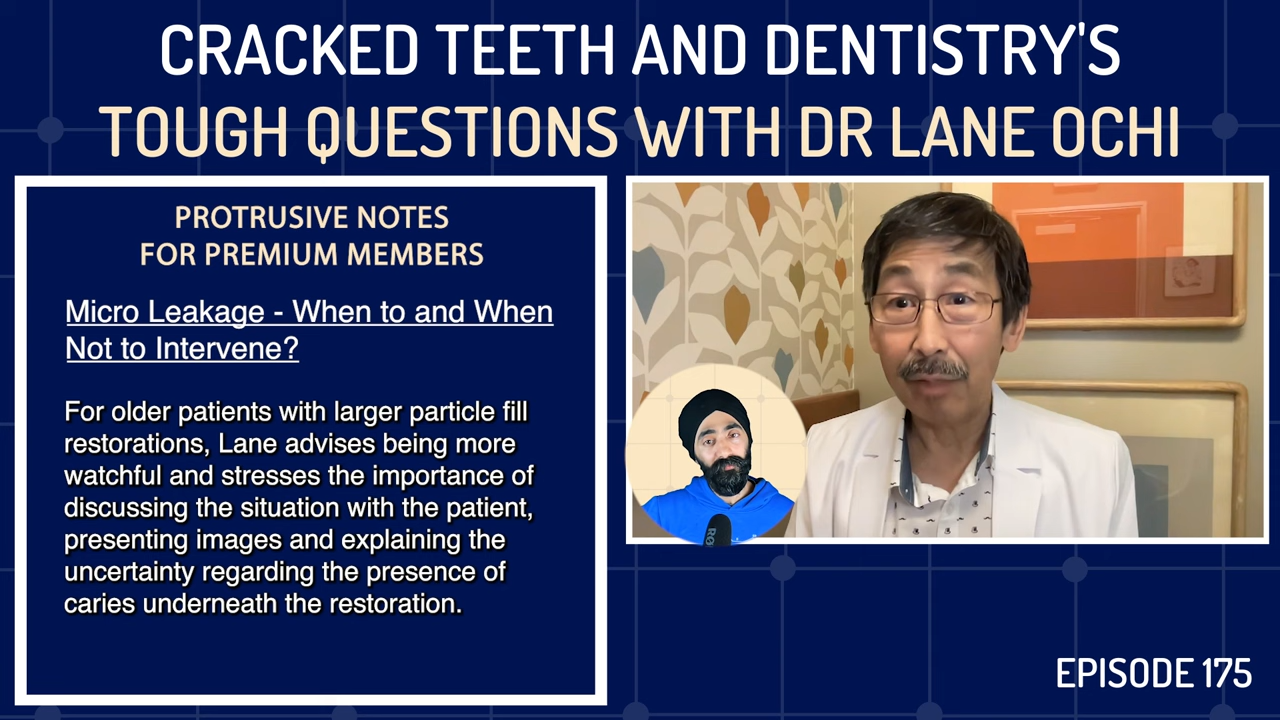 CRACKED TEETH AND DENTISTRY'S
TOUGH QUESTIONS WITH DR LANE OCHI
PROTRUSIVE NOTES
FOR PREMIUM MEMBERS
Micro Leakage - When to and When
Not to Intervene?
For older patients with larger particle fill
restorations, Lane advises being more
watchful and stresses the importance of
discussing the situation with the patient,
presenting images and explaining the
uncertainty regarding the presence of
caries underneath the restoration.
EPISODE 175